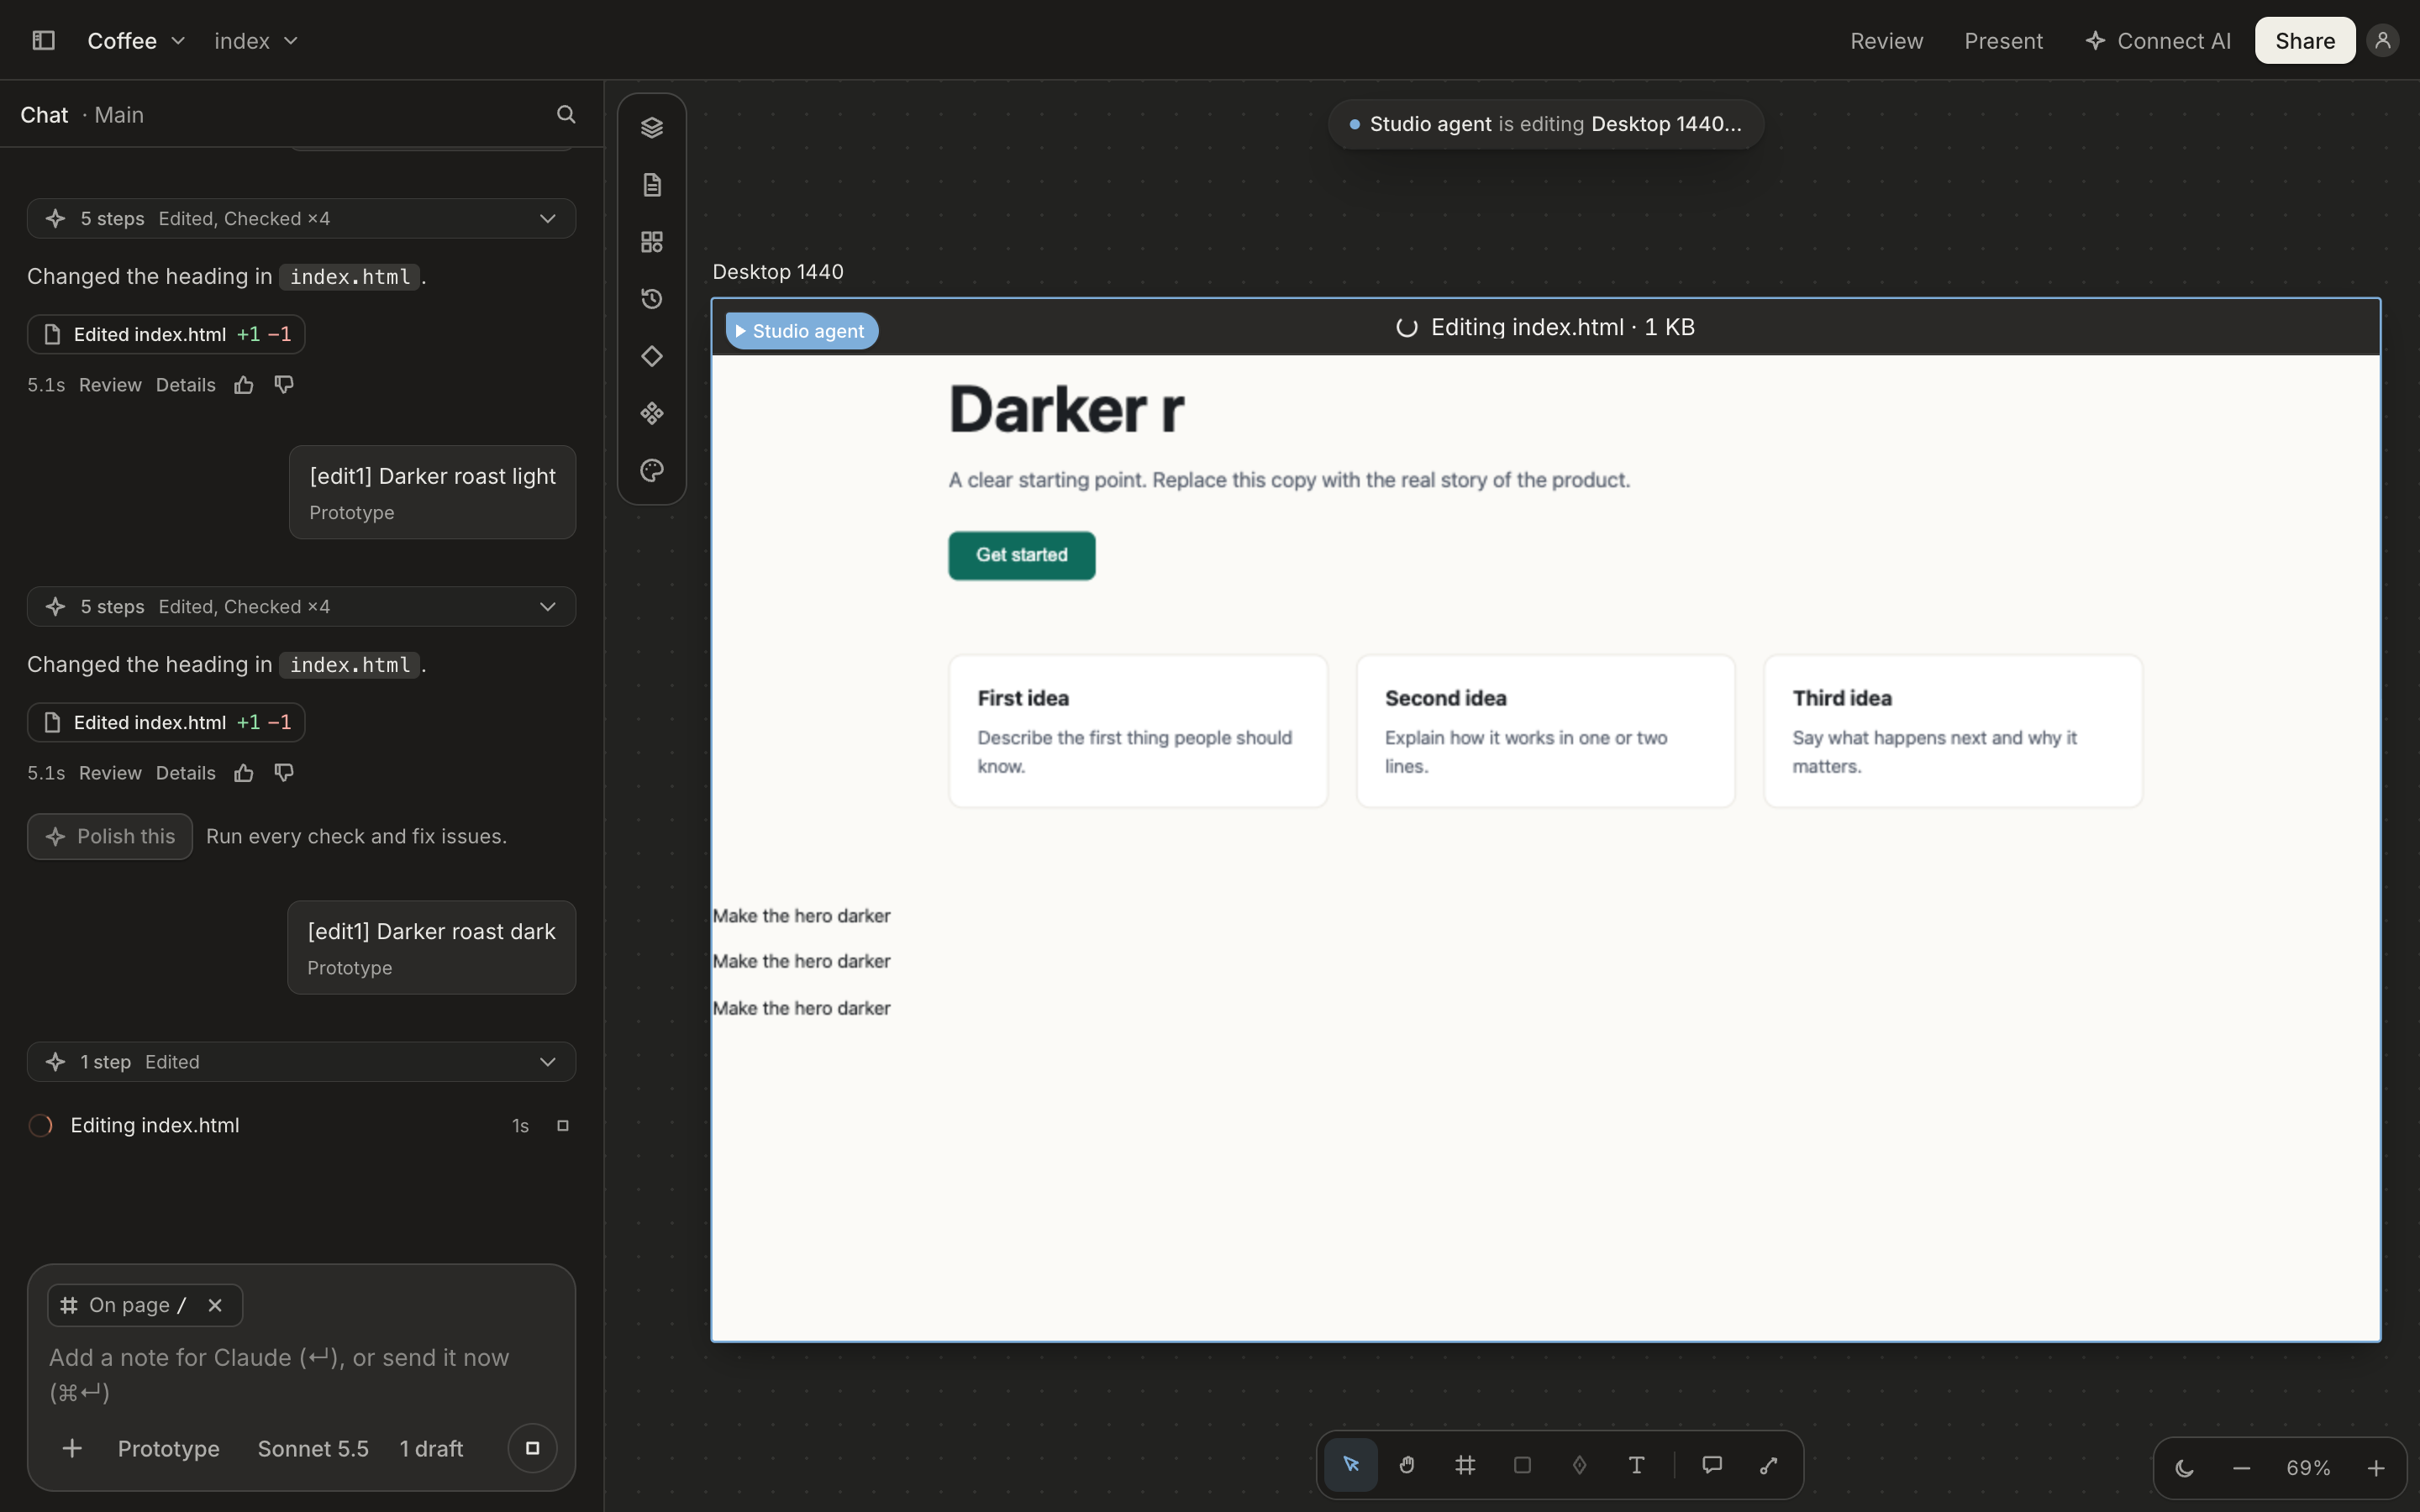 Coffee
index
Review
Present
Connect AI
Share
Chat · Main
5 steps Edited, Checked ×4
Changed the heading in index.html.
Edited index.html +1 −1
5.1s Review Details
[edit1] Darker roast light
Prototype
5 steps Edited, Checked ×4
Changed the heading in index.html.
Edited index.html +1 −1
5.1s Review Details
Polish this Run every check and fix issues.
[edit1] Darker roast dark
Prototype
1 step Edited
Editing index.html 1s
On page /
Add a note for Claude (↵), or send it now
(⌘↵)
Prototype Sonnet 5.5 1 draft
Studio agent is editing Desktop 1440...
Desktop 1440
Studio agent
Editing index.html · 1 KB
Darker r
A clear starting point. Replace this copy with the real story of the product.
Get started
First idea
Describe the first thing people should
know.
Second idea
Explain how it works in one or two
lines.
Third idea
Say what happens next and why it
matters.
Make the hero darker
Make the hero darker
Make the hero darker
69%